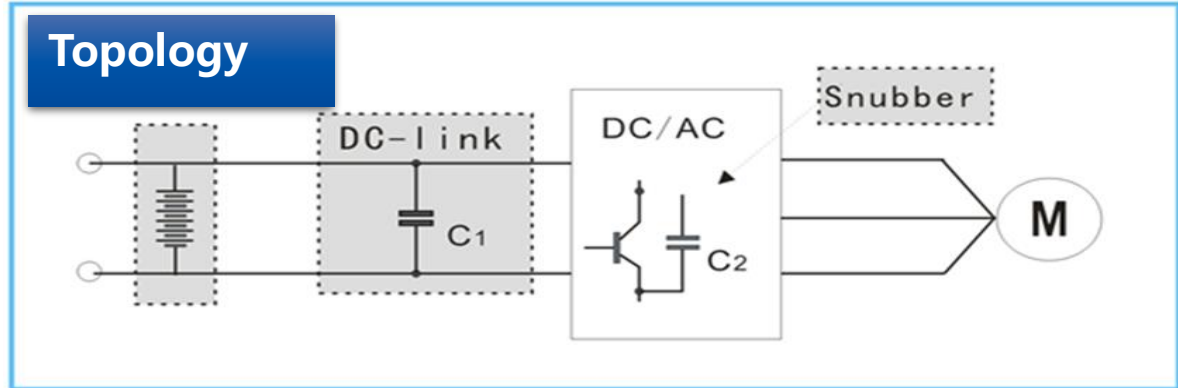 Topology
Snubber
DC-link
DC/AC
C1
C2
M